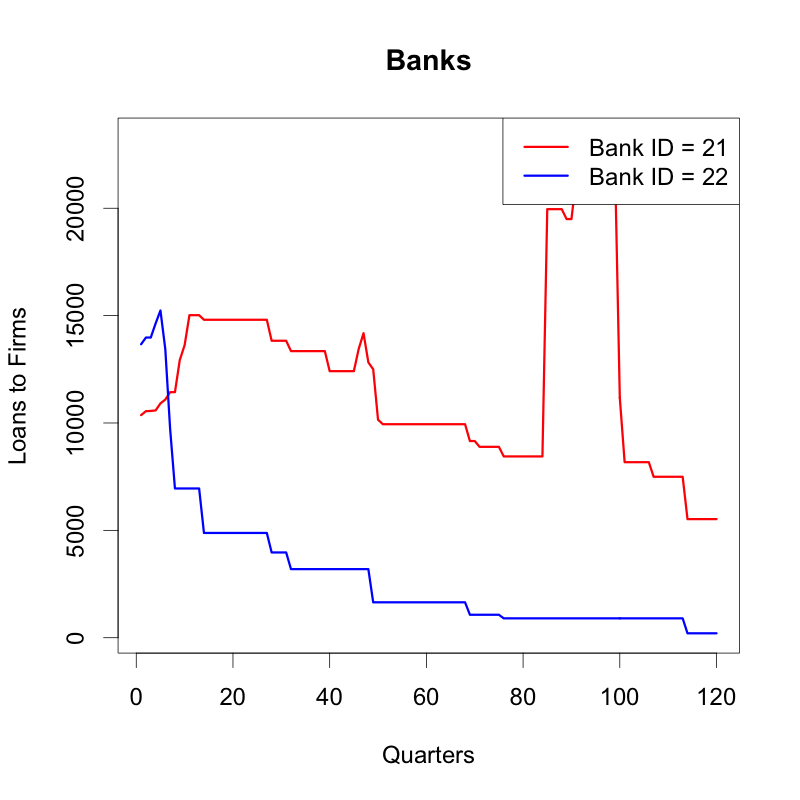 Banks
Bank ID = 21
Bank ID = 22
Loans to Firms
20000
15000
10000
5000
0
0 20 40 60 80 100 120
Quarters